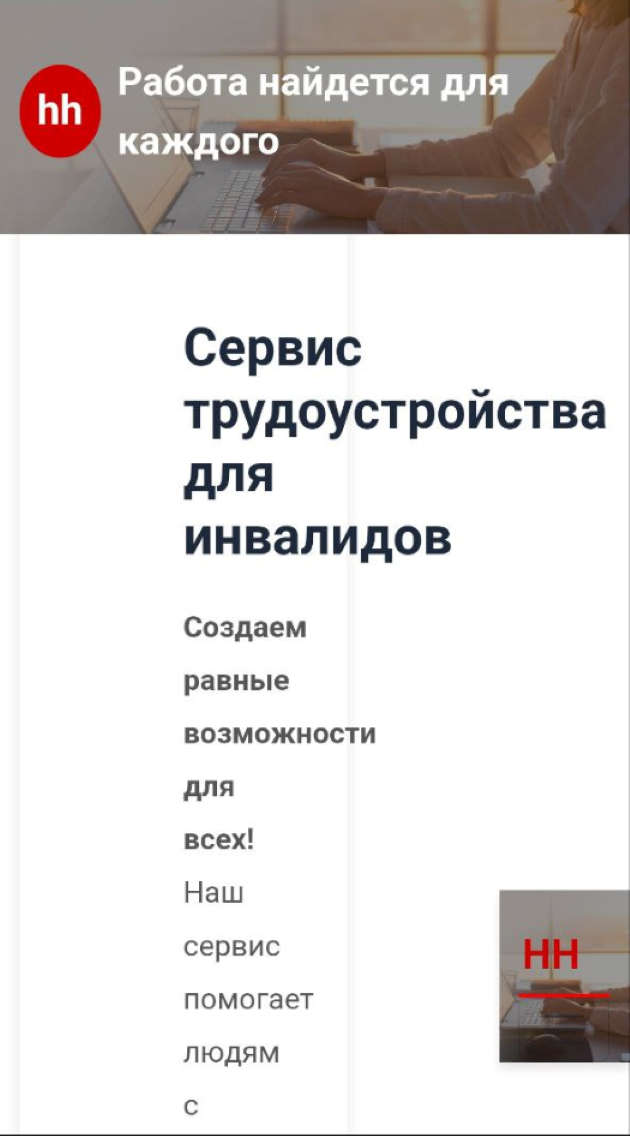 hh
Работа найдется для
каждого
Сервис
трудоустройства
для
инвалидов
Создаем
равные
возможности
для
всех!
Наш
сервис
помогает
людям
с
HH